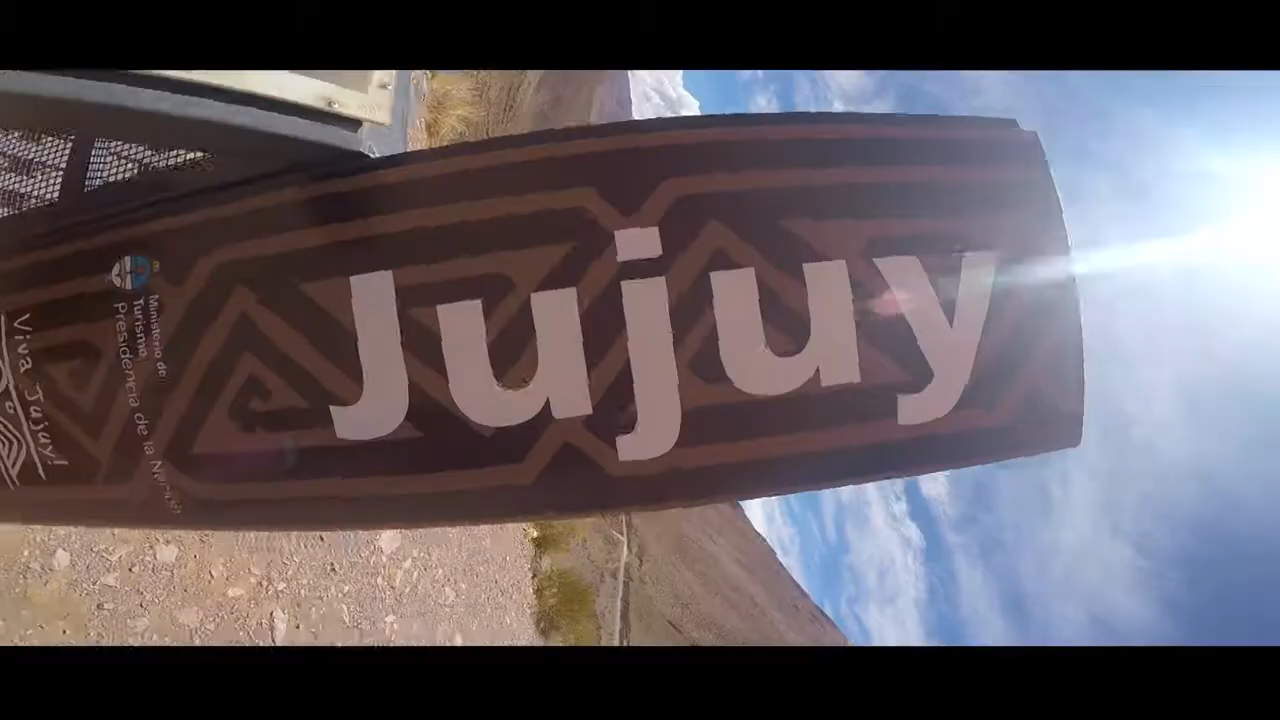 Jujuy
Ministerio de
Turismo
Presidencia de la Nación
Viva Jujuy!